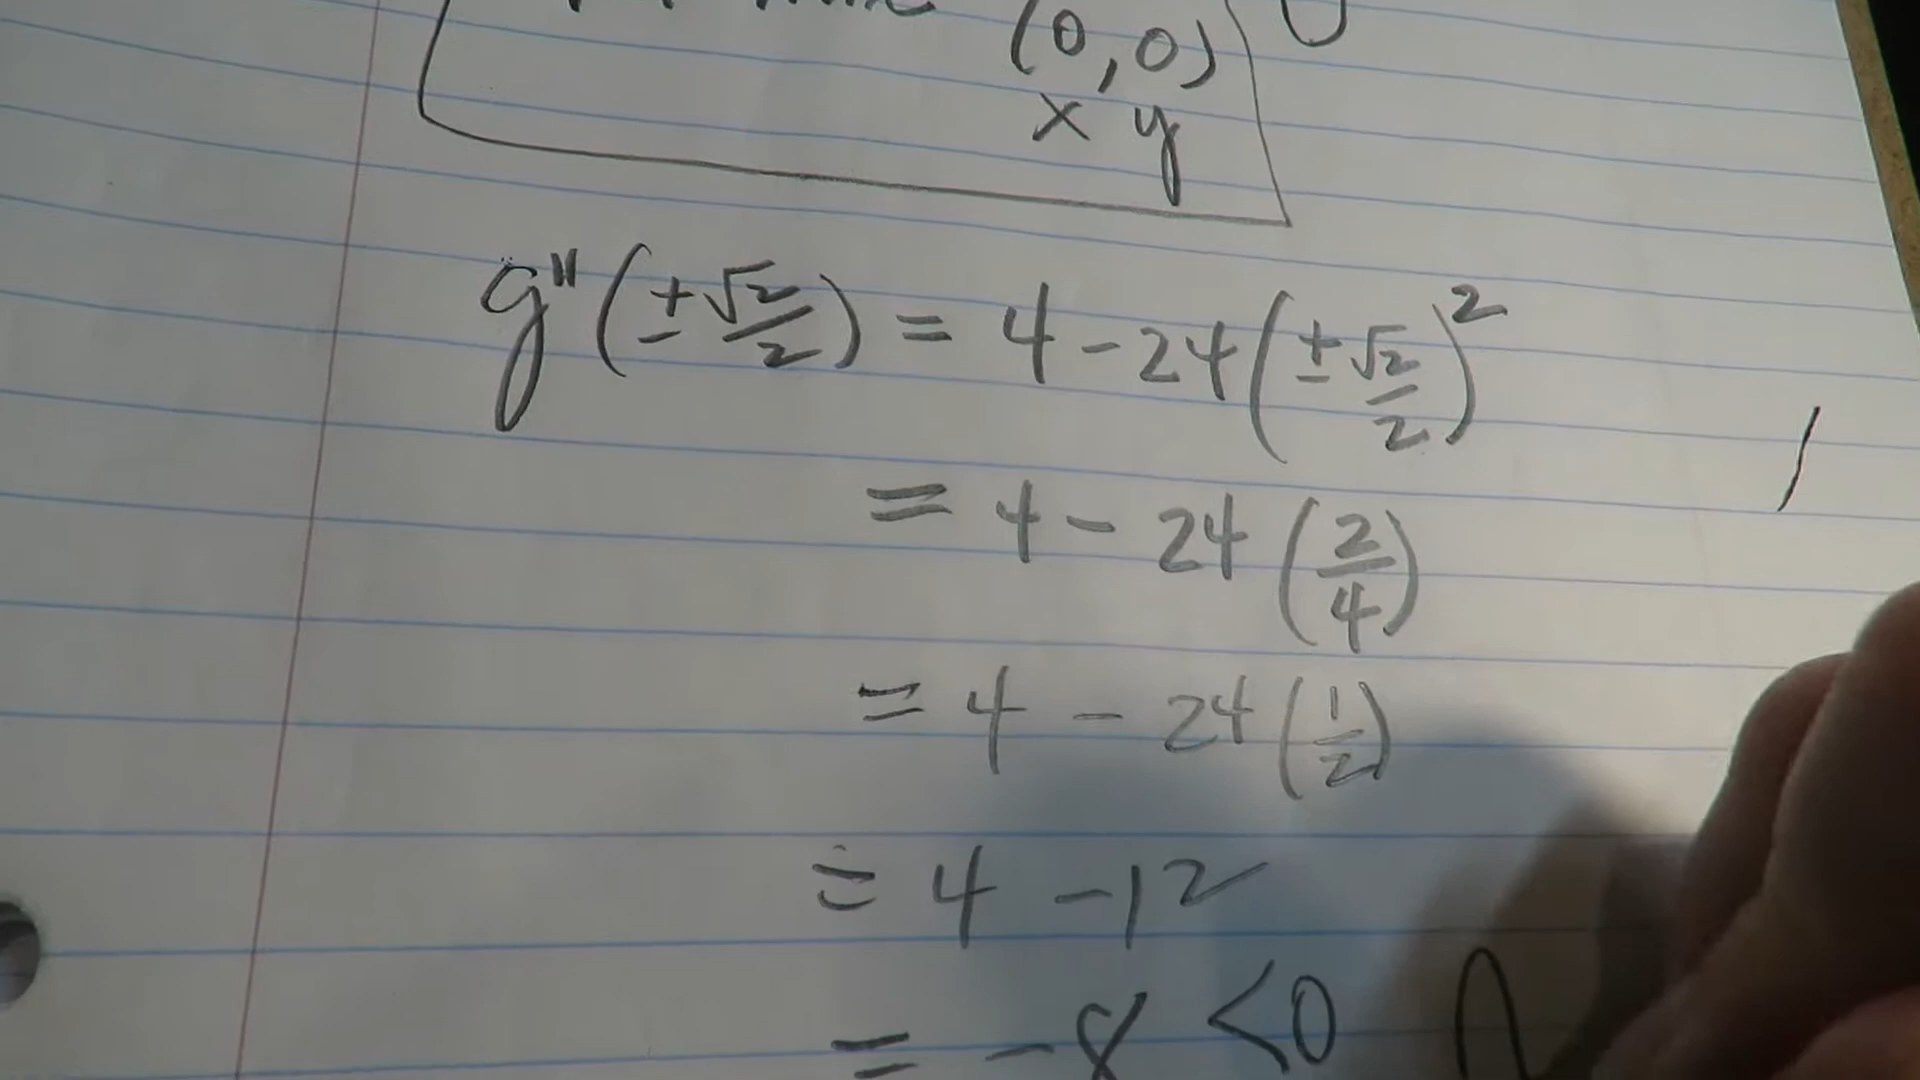 (0,0)
x y
g"(±√2/2) = 4-24(±√2/2)²
= 4 - 24(2/4)
= 4 - 24(1/2)
= 4 - 12
= -8 <0